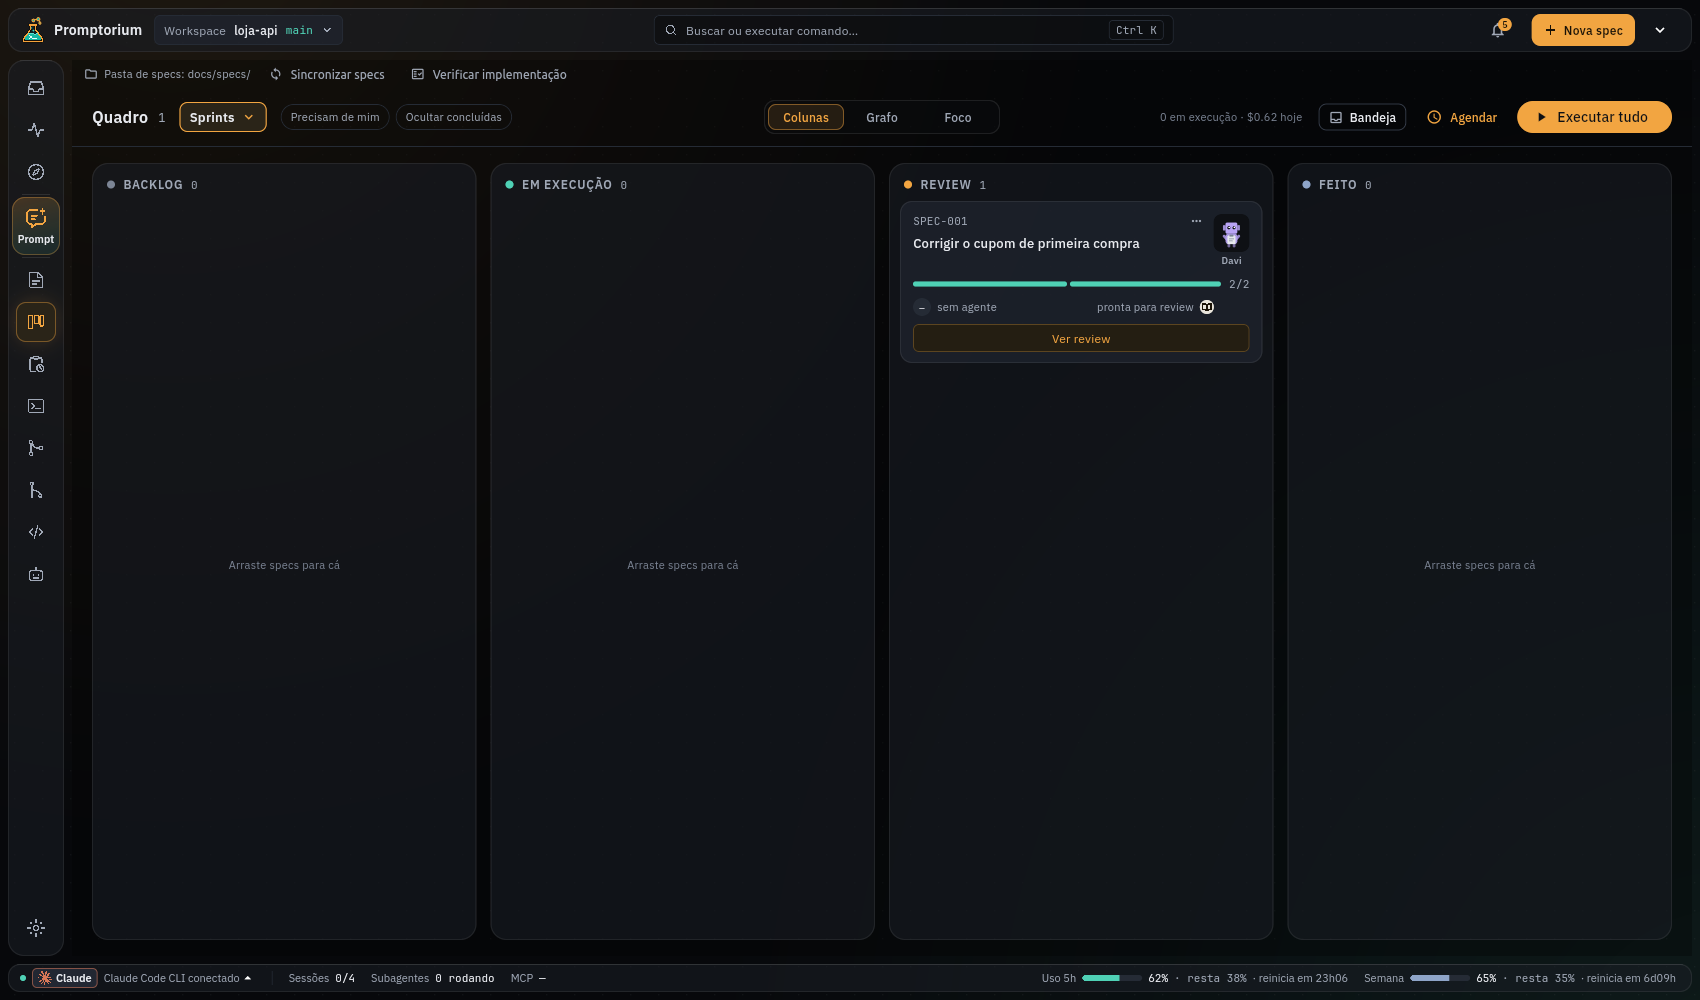 Promptorium
Workspace loja-api main
Buscar ou executar comando...
Ctrl K
5
Nova spec
Pasta de specs: docs/specs/
Sincronizar specs
Verificar implementação
Quadro 1
Sprints
Precisam de mim
Ocultar concluídas
Colunas
Grafo
Foco
0 em execução · $0.62 hoje
Bandeja
Agendar
Executar tudo
Prompt
BACKLOG 0
Arraste specs para cá
EM EXECUÇÃO 0
Arraste specs para cá
REVIEW 1
SPEC-001
Corrigir o cupom de primeira compra
Davi
2/2
– sem agente
pronta para review
Ver review
FEITO 0
Arraste specs para cá
Claude
Claude Code CLI conectado
Sessões 0/4
Subagentes 0 rodando
MCP —
Uso 5h 62% · resta 38% · reinicia em 23h06
Semana 65% · resta 35% · reinicia em 6d09h